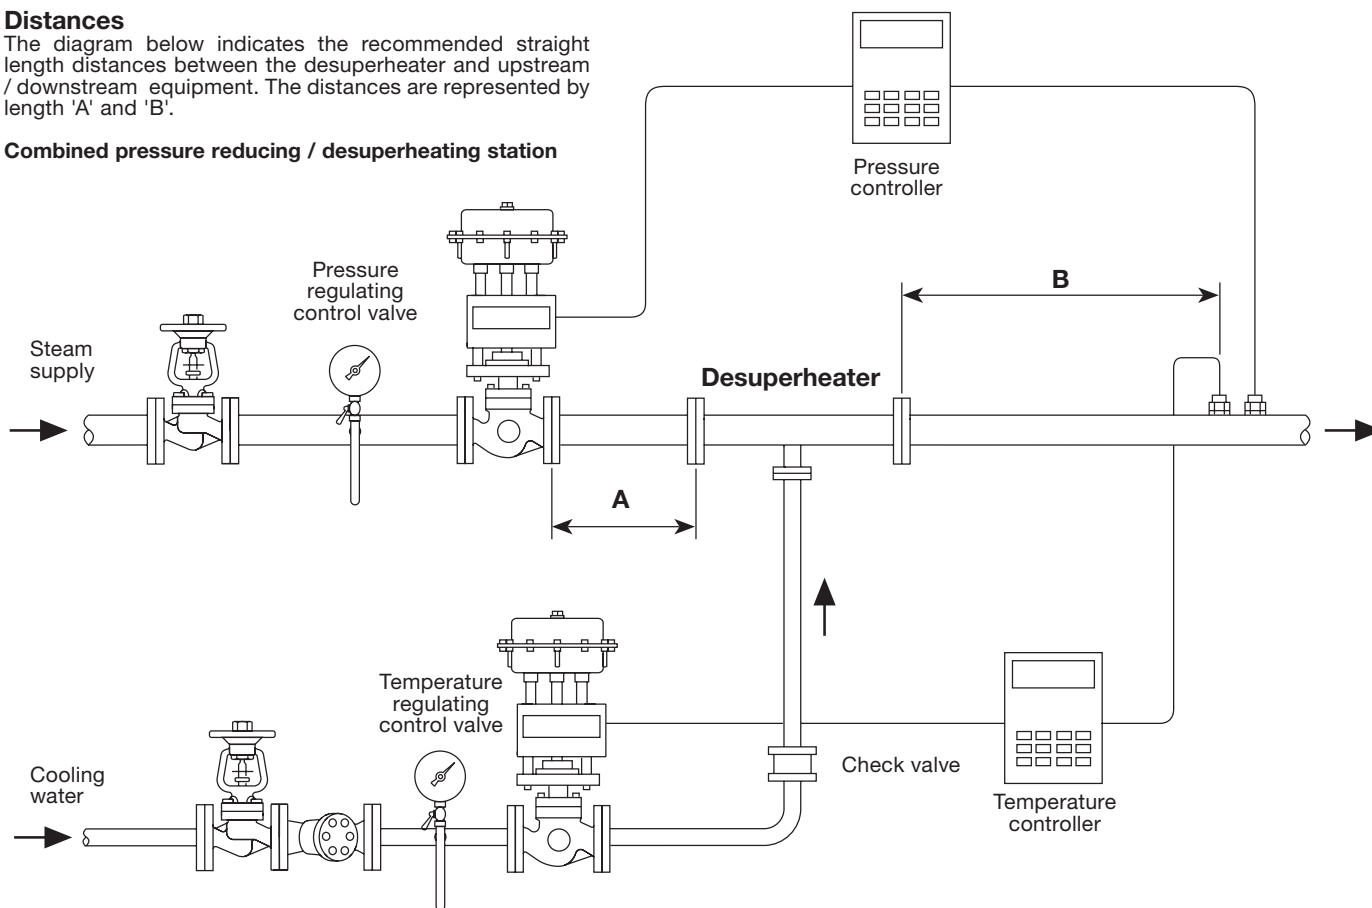 Distances
The diagram below indicates the recommended straight
length distances between the desuperheater and upstream
/ downstream equipment. The distances are represented by
length 'A' and 'B'.
Combined pressure reducing / desuperheating station
Pressure
controller
Pressure
regulating
control valve
B
Steam
supply
Desuperheater
A
Temperature
regulating
control valve
Cooling
water
Check valve
Temperature
controller